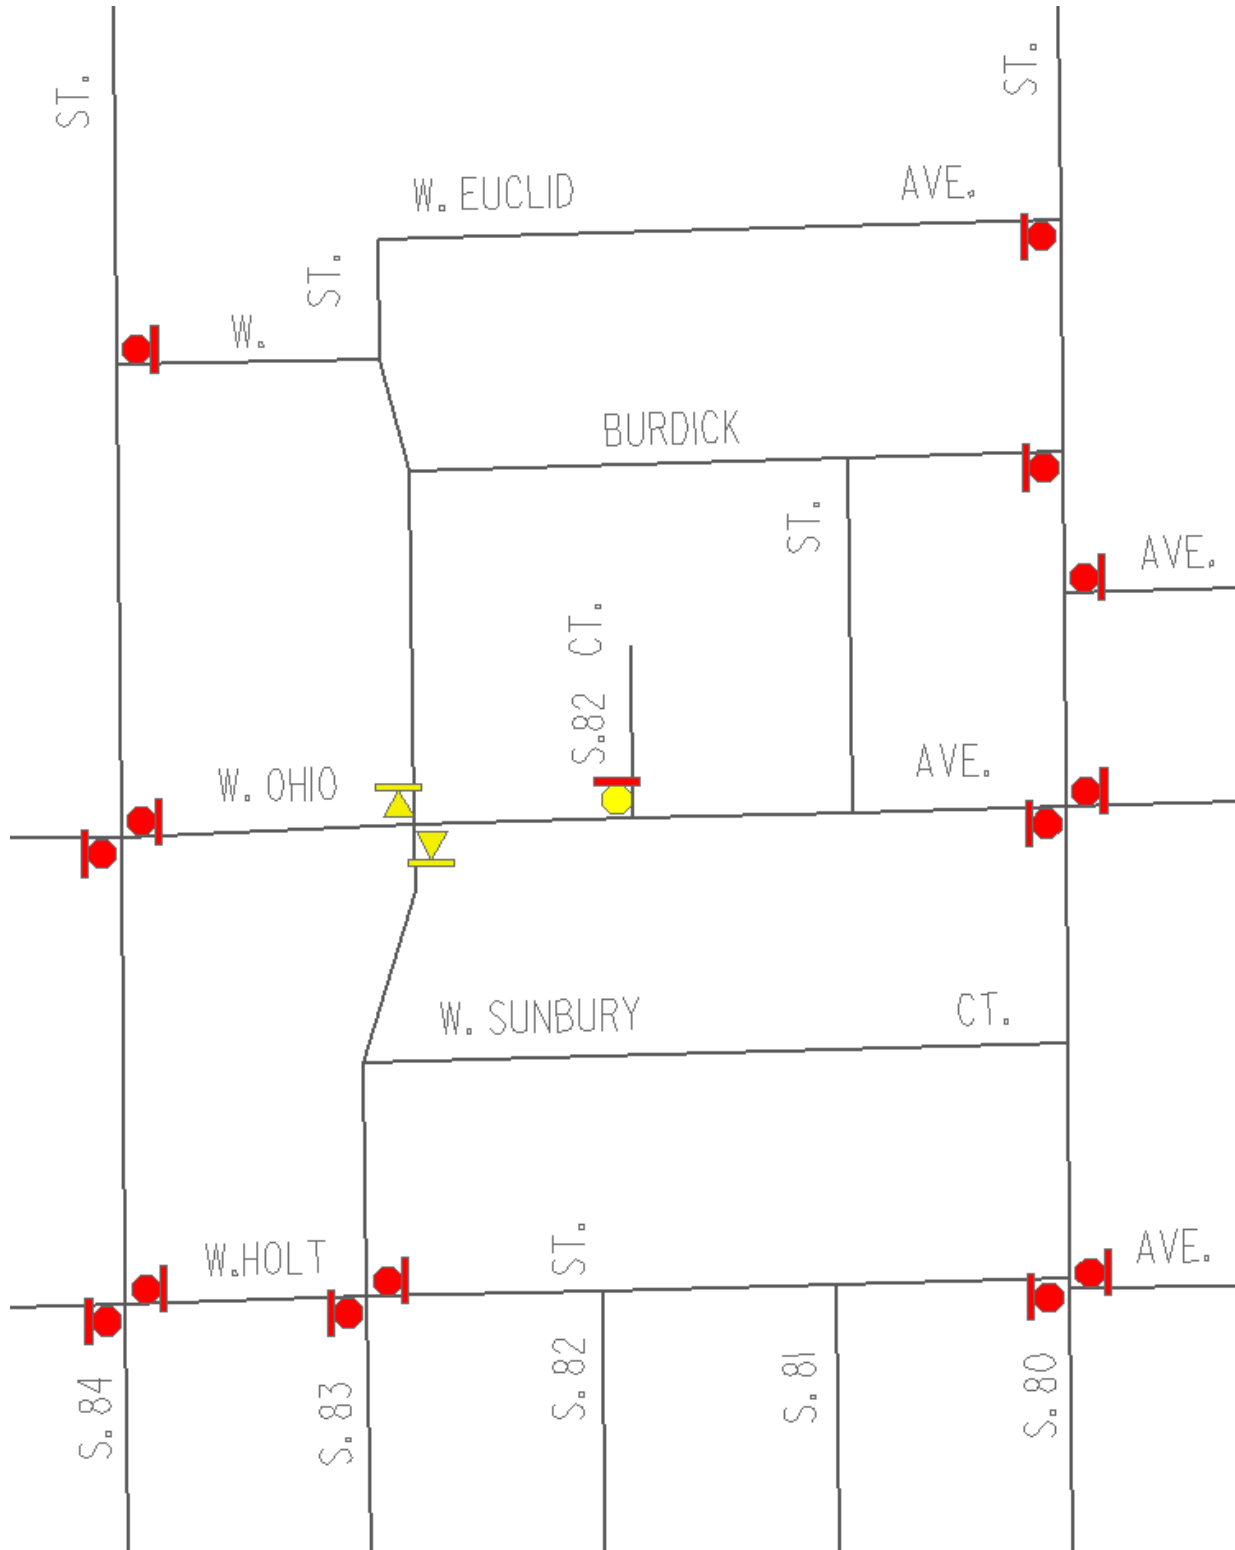 ST.
ST.
W. EUCLID AVE.
ST.
W. BURDICK
ST.
AVE.
S.82 CT.
W. OHIO AVE.
W. SUNBURY CT.
W.HOLT AVE.
ST.
S. 84
S. 83
S. 82
S. 81
S. 80